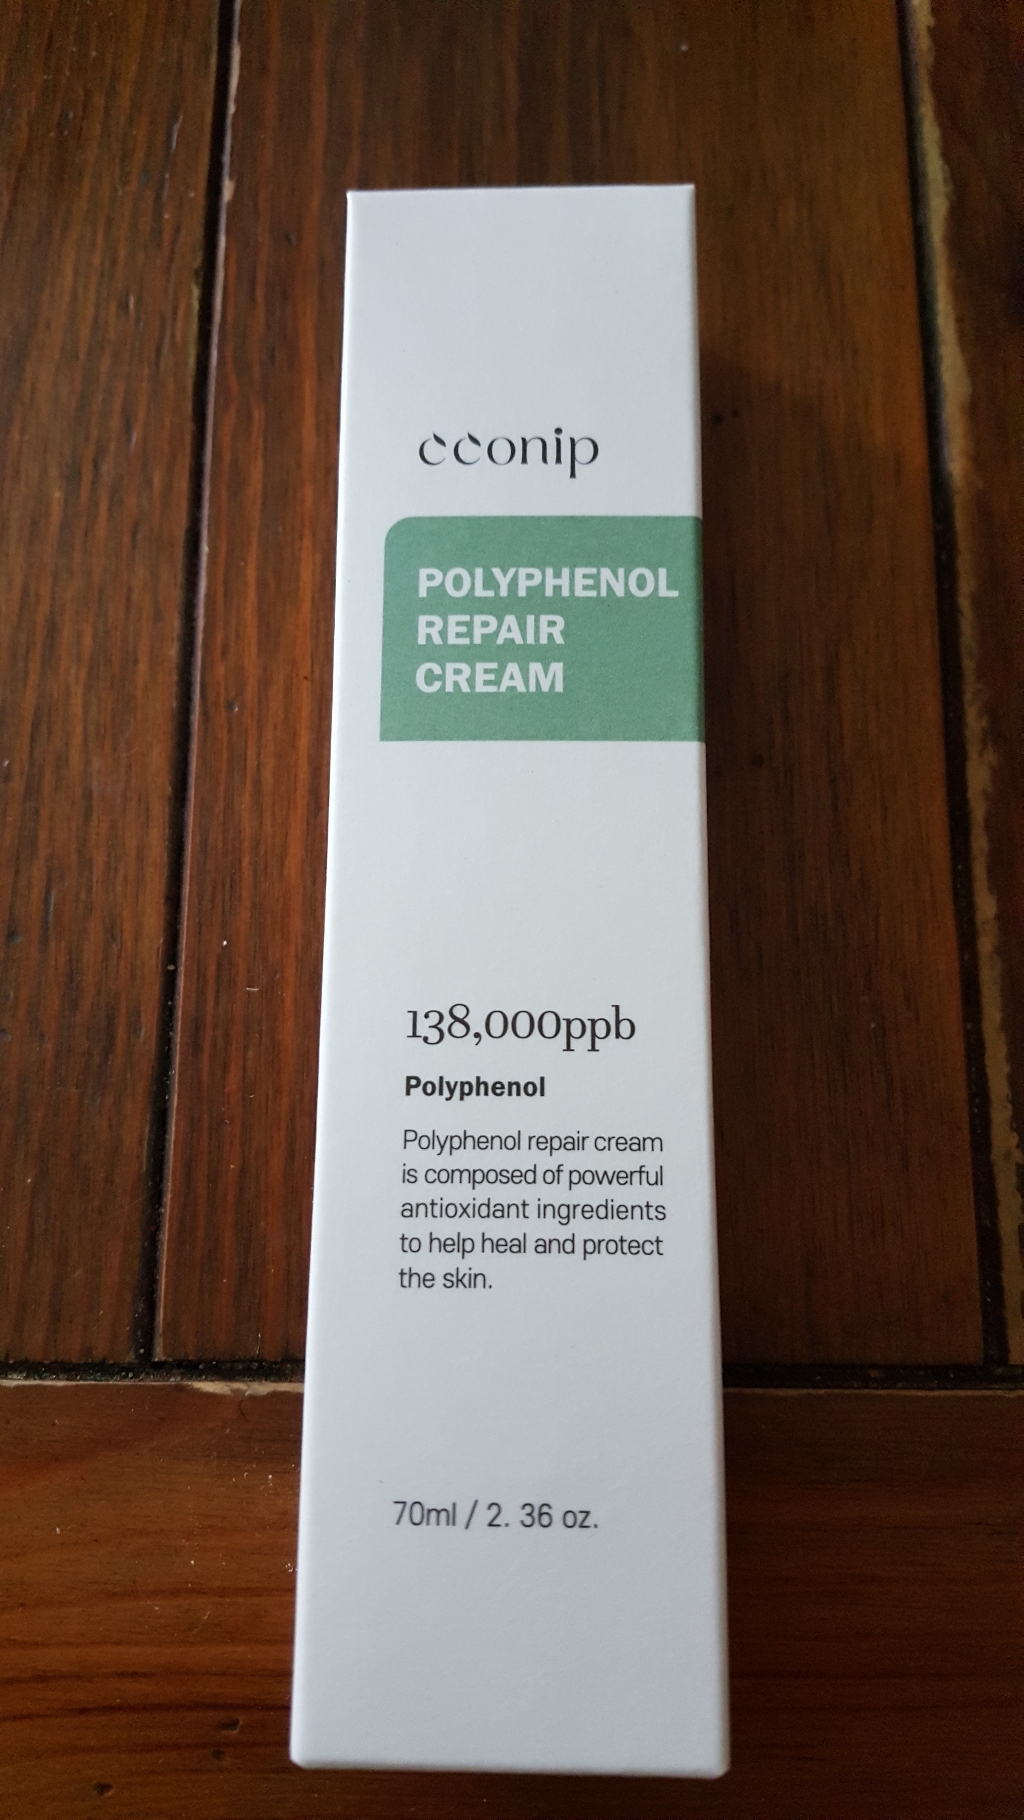 cconip
POLYPHENOL
REPAIR
CREAM
138,000ppb
Polyphenol
Polyphenol repair cream
is composed of powerful
antioxidant ingredients
to help heal and protect
the skin.
70ml / 2. 36 oz.